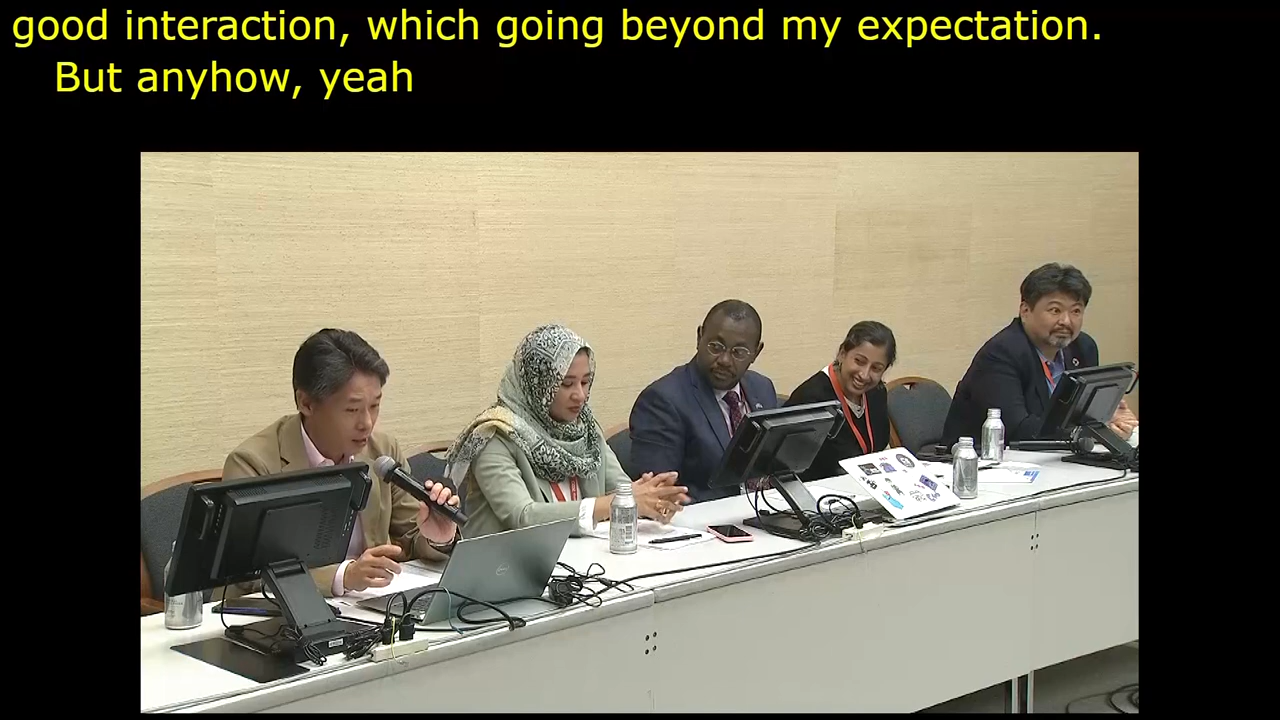 good interaction, which going beyond my expectation.
But anyhow, yeah